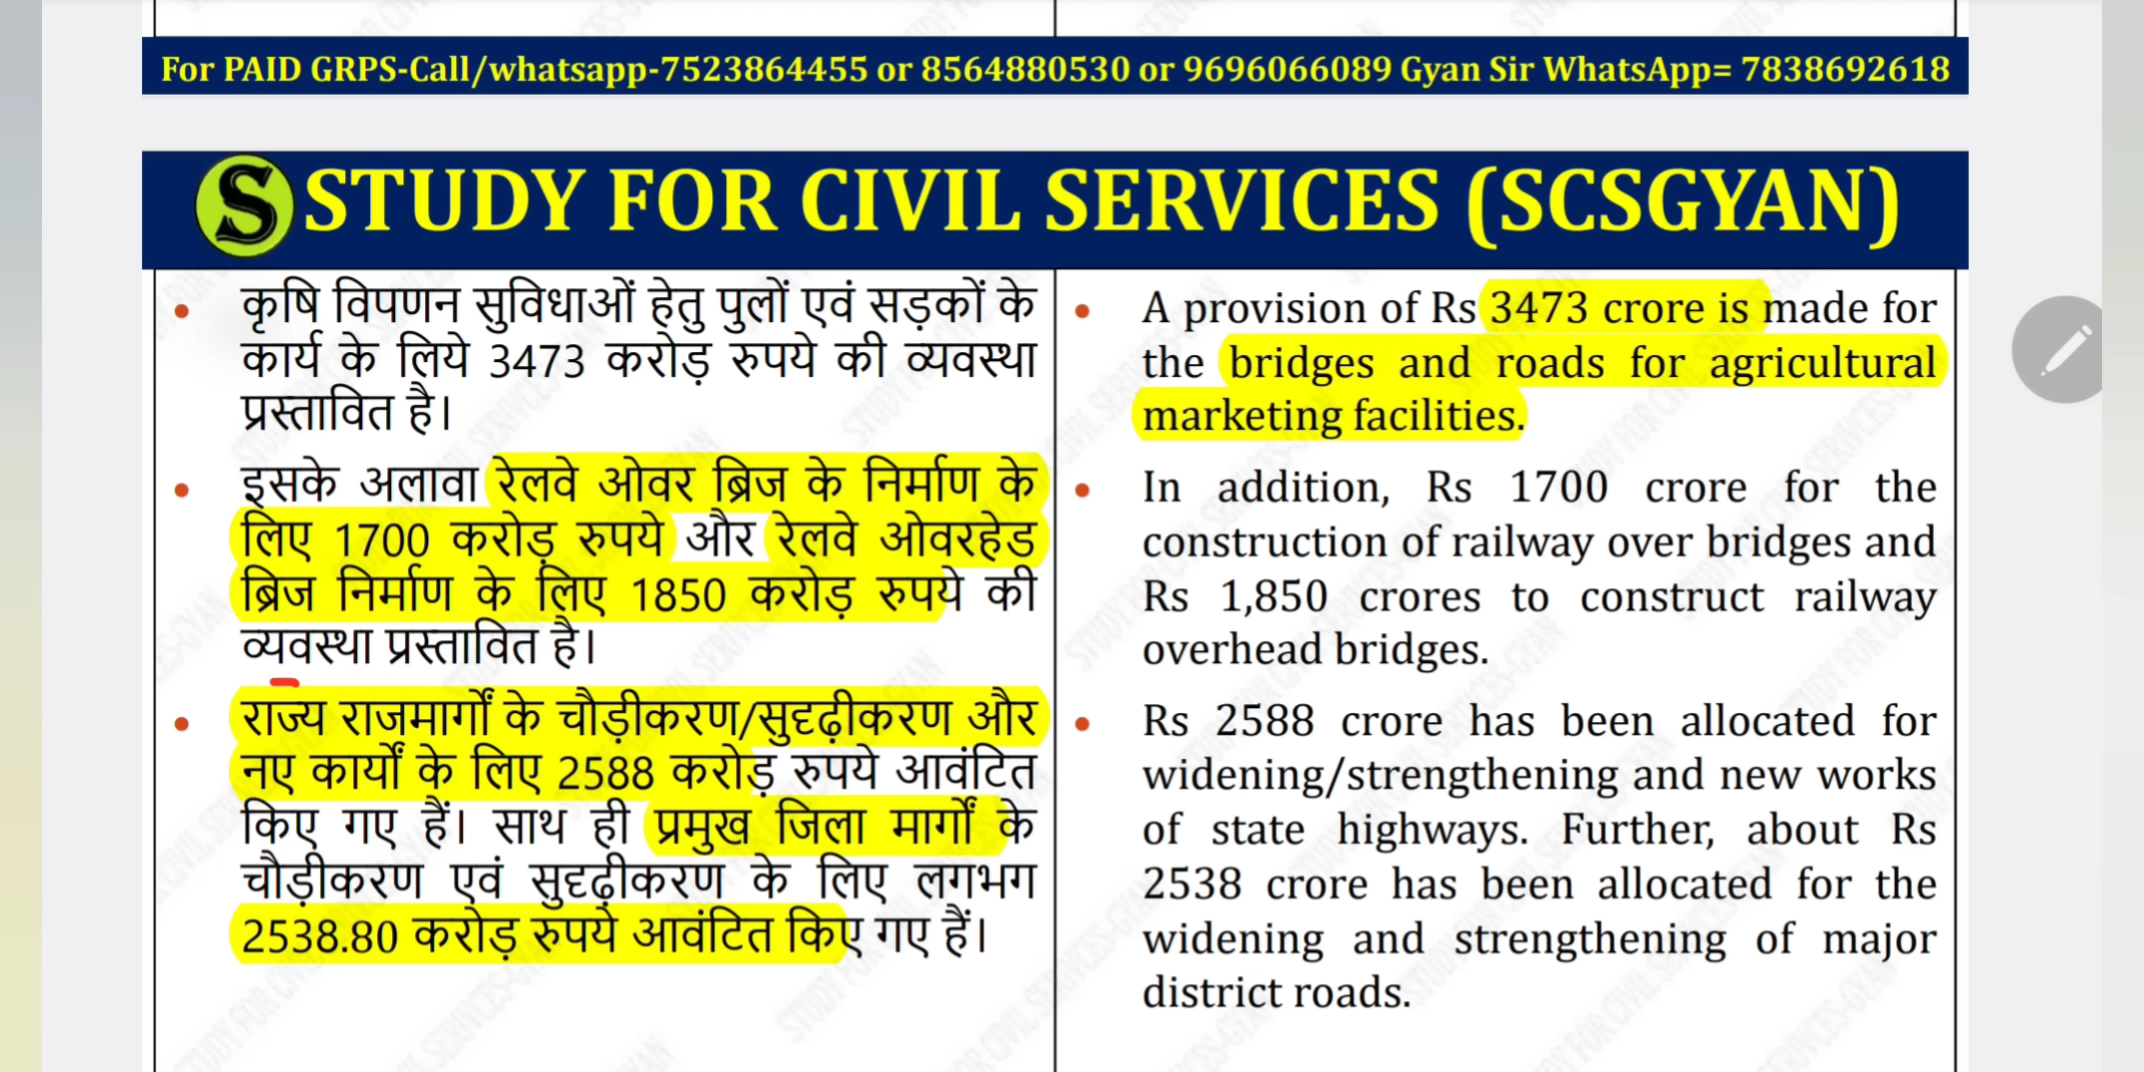 For PAID GRPS-Call/whatsapp-7523864455 or 8564880530 or 9696066089 Gyan Sir WhatsApp= 7838692618
S STUDY FOR CIVIL SERVICES (SCSGYAN)
• कृषि विपणन सुविधाओं हेतु पुलों एवं सड़कों के
कार्य के लिये 3473 करोड़ रुपये की व्यवस्था
प्रस्तावित है।
• इसके अलावा रेलवे ओवर ब्रिज के निर्माण के
लिए 1700 करोड़ रुपये और रेलवे ओवरहेड
ब्रिज निर्माण के लिए 1850 करोड़ रुपये की
व्यवस्था प्रस्तावित है।
• राज्य राजमार्गों के चौड़ीकरण/सुदृढ़ीकरण और
नए कार्यों के लिए 2588 करोड़ रुपये आवंटित
किए गए हैं। साथ ही प्रमुख जिला मार्गों के
चौड़ीकरण एवं सुदृढ़ीकरण के लिए लगभग
2538.80 करोड़ रुपये आवंटित किए गए हैं।
• A provision of Rs 3473 crore is made for
the bridges and roads for agricultural
marketing facilities.
• In addition, Rs 1700 crore for the
construction of railway over bridges and
Rs 1,850 crores to construct railway
overhead bridges.
• Rs 2588 crore has been allocated for
widening/strengthening and new works
of state highways. Further, about Rs
2538 crore has been allocated for the
widening and strengthening of major
district roads.